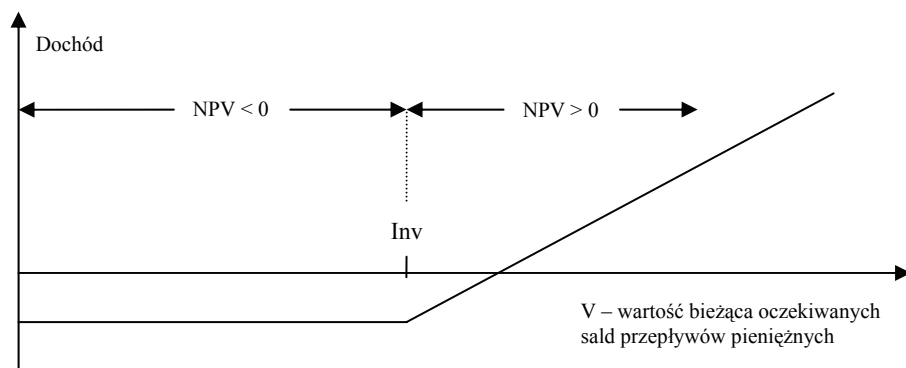 Dochód
NPV < 0
NPV > 0
Inv
V – wartość bieżąca oczekiwanych
sald przepływów pieniężnych